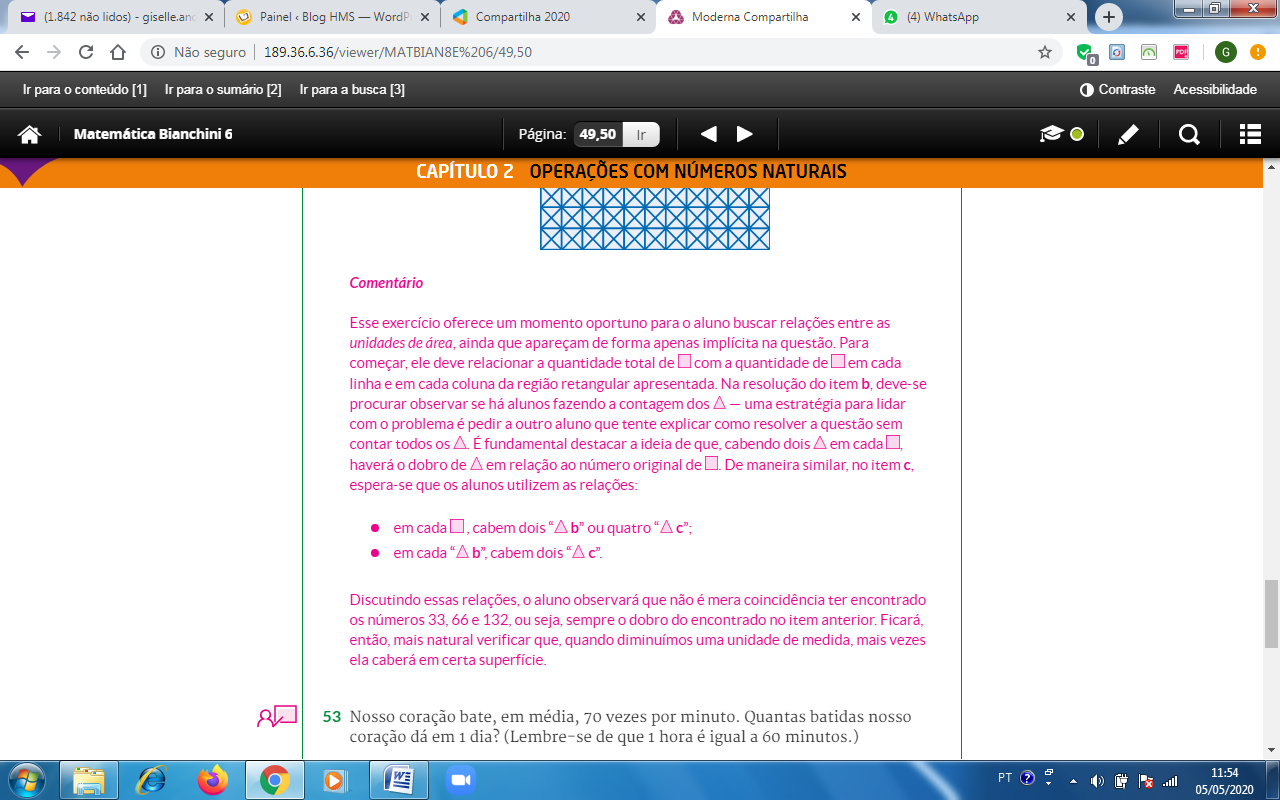 (1.842 não lidos) - giselle.anc
Painel ‹ Blog HMS — WordPr
Compartilha 2020
Moderna Compartilha
(4) WhatsApp
Não seguro | 189.36.6.36/viewer/MATBIAN8E%206/49,50
Ir para o conteúdo [1] Ir para o sumário [2] Ir para a busca [3] Contraste Acessibilidade
Matemática Bianchini 6 Página: 49,50 Ir
CAPÍTULO 2 OPERAÇÕES COM NÚMEROS NATURAIS
Comentário
Esse exercício oferece um momento oportuno para o aluno buscar relações entre as
unidades de área, ainda que apareçam de forma apenas implícita na questão. Para
começar, ele deve relacionar a quantidade total de com a quantidade de em cada
linha e em cada coluna da região retangular apresentada. Na resolução do item b, deve-se
procurar observar se há alunos fazendo a contagem dos — uma estratégia para lidar
com o problema é pedir a outro aluno que tente explicar como resolver a questão sem
contar todos os . É fundamental destacar a ideia de que, cabendo dois em cada ,
haverá o dobro de em relação ao número original de . De maneira similar, no item c,
espera-se que os alunos utilizem as relações:
• em cada , cabem dois “ b” ou quatro “ c”;
• em cada “ b”, cabem dois “ c”.
Discutindo essas relações, o aluno observará que não é mera coincidência ter encontrado
os números 33, 66 e 132, ou seja, sempre o dobro do encontrado no item anterior. Ficará,
então, mais natural verificar que, quando diminuímos uma unidade de medida, mais vezes
ela caberá em certa superfície.
53 Nosso coração bate, em média, 70 vezes por minuto. Quantas batidas nosso
coração dá em 1 dia? (Lembre-se de que 1 hora é igual a 60 minutos.)
PT 11:54
05/05/2020